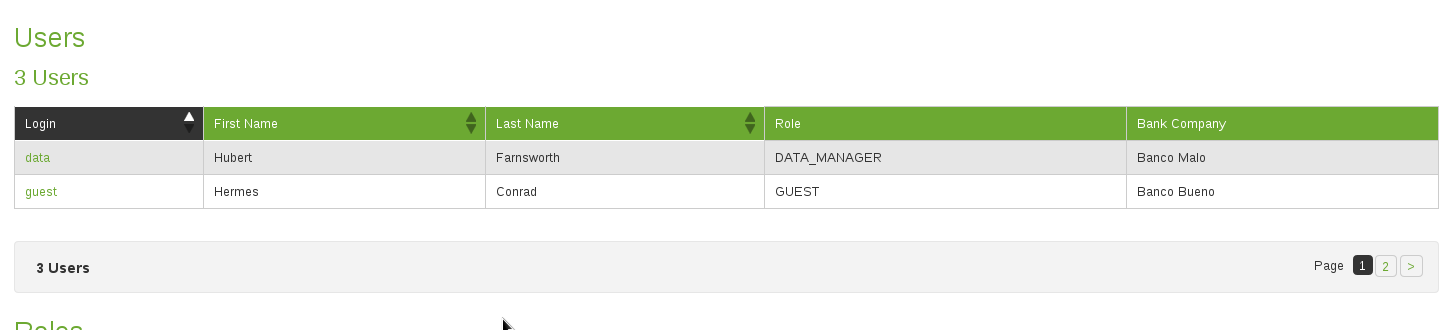 Users
3 Users
Login First Name Last Name Role Bank Company
data Hubert Farnsworth DATA_MANAGER Banco Malo
guest Hermes Conrad GUEST Banco Bueno
3 Users Page 1 2 >
Roles